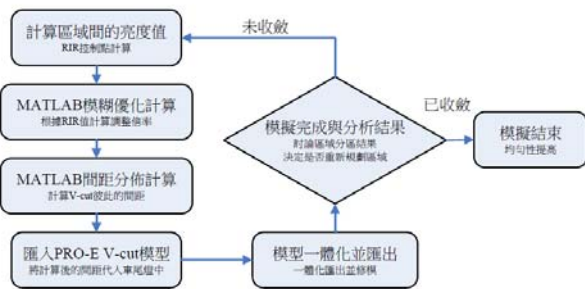 計算區域間的亮度值
RIR控制點計算
MATLAB模糊優化計算
根據RIR值計算調整倍率
MATLAB間距分佈計算
計算V-cut彼此的間距
匯入PRO-E V-cut模型
將計算後的間距代入車尾燈中
模型一體化並匯出
一體化匯出並修模
模擬完成與分析結果
討論區域分區結果
決定是否重新規劃區域
未收斂
已收斂
模擬結束
均勻性提高